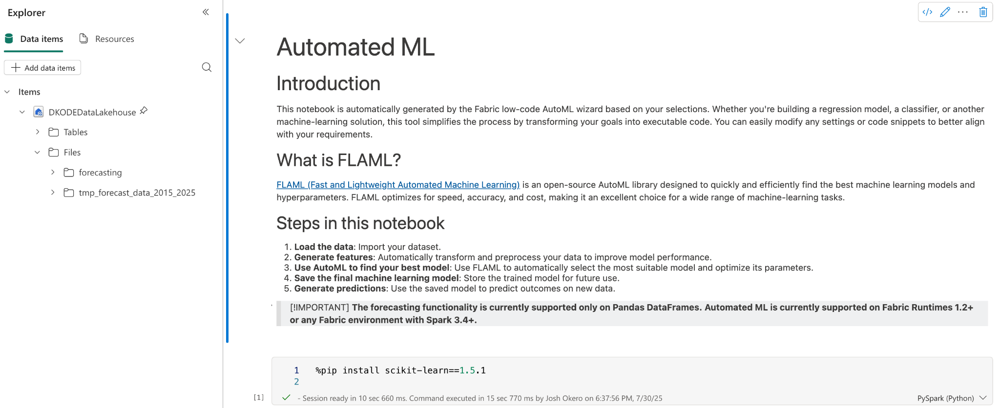 Explorer
Data items
Resources
Add data items
Items
DKODEDataLakehouse
Tables
Files
forecasting
tmp_forecast_data_2015_2025
Automated ML
Introduction
This notebook is automatically generated by the Fabric low-code AutoML wizard based on your selections. Whether you're building a regression model, a classifier, or another
machine-learning solution, this tool simplifies the process by transforming your goals into executable code. You can easily modify any settings or code snippets to better align
with your requirements.
What is FLAML?
FLAML (Fast and Lightweight Automated Machine Learning) is an open-source AutoML library designed to quickly and efficiently find the best machine learning models and
hyperparameters. FLAML optimizes for speed, accuracy, and cost, making it an excellent choice for a wide range of machine-learning tasks.
Steps in this notebook
1. Load the data: Import your dataset.
2. Generate features: Automatically transform and preprocess your data to improve model performance.
3. Use AutoML to find your best model: Use FLAML to automatically select the most suitable model and optimize its parameters.
4. Save the final machine learning model: Store the trained model for future use.
5. Generate predictions: Use the saved model to predict outcomes on new data.
[!IMPORTANT] The forecasting functionality is currently supported only on Pandas DataFrames. Automated ML is currently supported on Fabric Runtimes 1.2+
or any Fabric environment with Spark 3.4+.
1 %pip install scikit-learn==1.5.1
2
[1] - Session ready in 10 sec 660 ms. Command executed in 15 sec 770 ms by Josh Okero on 6:37:56 PM, 7/30/25
PySpark (Python)